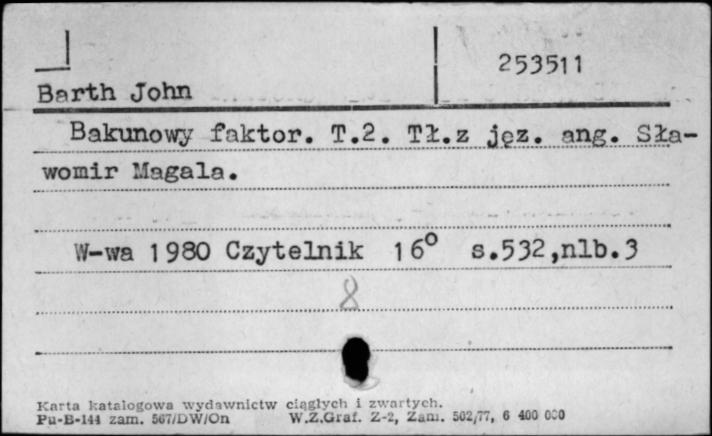 253511
Barth John
Bakunowy faktor. T.2. Tł.z jęz. ang. Sła-
womir Magala.
W-wa 1980 Czytelnik 16° s.532,nlb.3
8
Karta katalogowa wydawnictw ciągłych i zwartych.
Pu-B-144 zam. 567/DW/On W.Z.Graf. Z-2, Zam. 502/77, 6 400 000